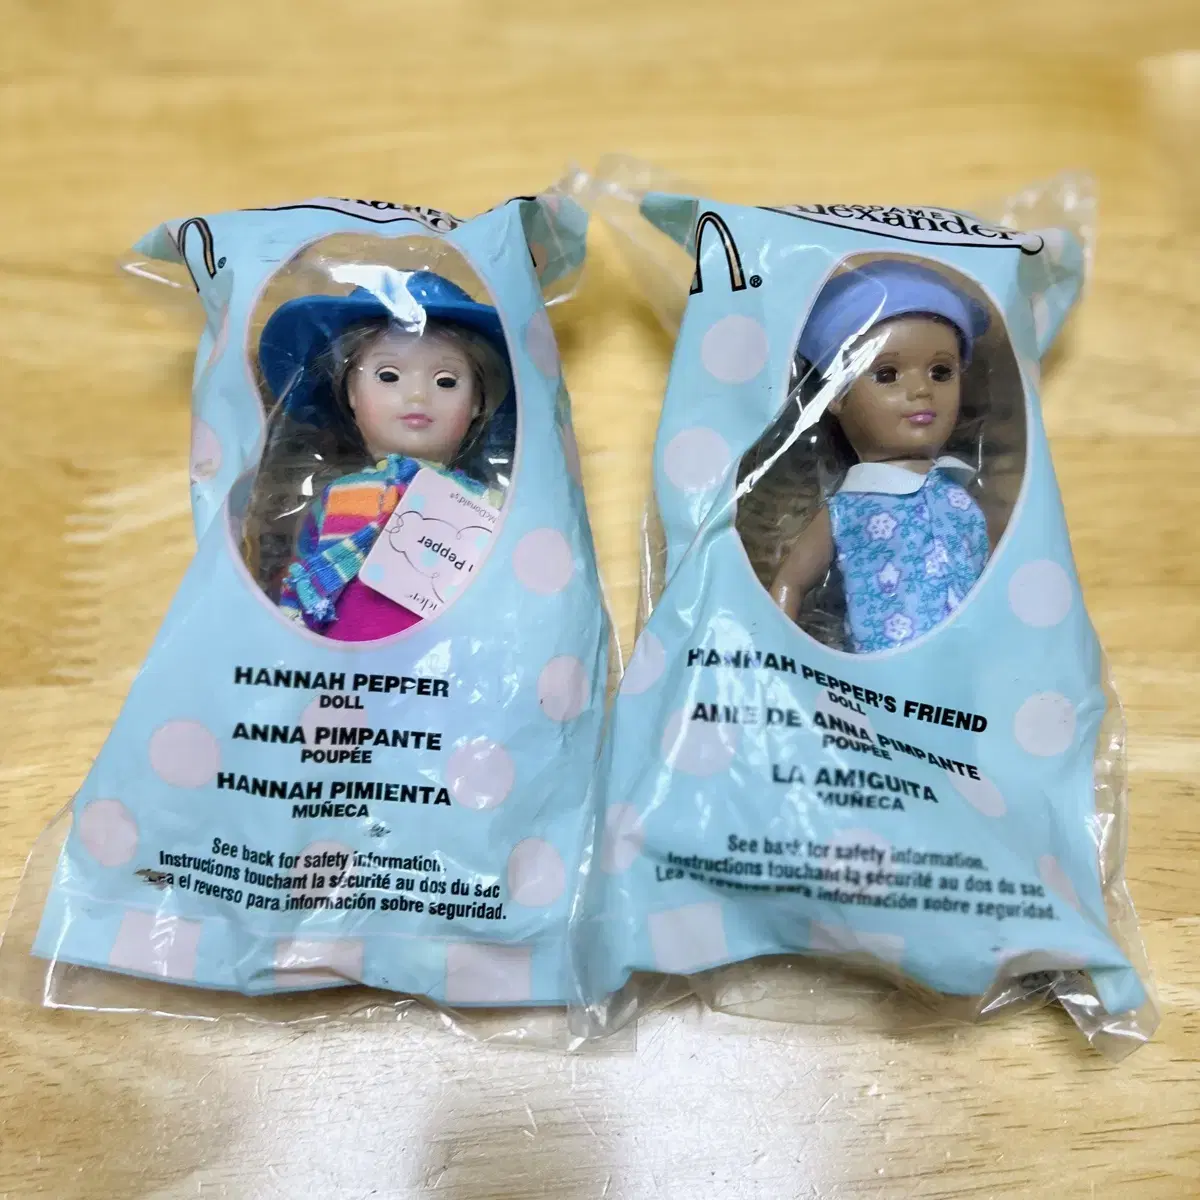 MADAME
Alexander
®
HANNAH PEPPER
DOLL
ANNA PIMPANTE
POUPÉE
HANNAH PIMIENTA
MUÑECA
See back for safety information.
Instructions touchant la sécurité au dos du sac
Lea el reverso para información sobre seguridad.
McDonald's®
Pepper
HANNAH PEPPER'S FRIEND
DOLL
AMIE DE ANNA PIMPANTE
POUPÉE
LA AMIGUITA
MUÑECA
See back for safety information.
Instructions touchant la sécurité au dos du sac
Lea el reverso para información sobre seguridad.